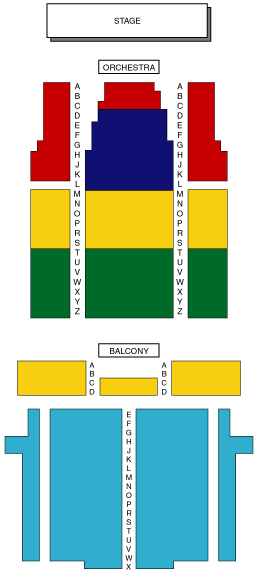 STAGE
ORCHESTRA
A A
B B
C C
D D
E E
F F
G G
H H
J J
K K
L L
M M
N N
O O
P P
R R
S S
T T
U U
V V
W W
X X
Y Y
Z Z
BALCONY
A A
B B
C C
D D
E
F
G
H
J
K
L
M
N
O
P
R
S
T
U
V
W
X